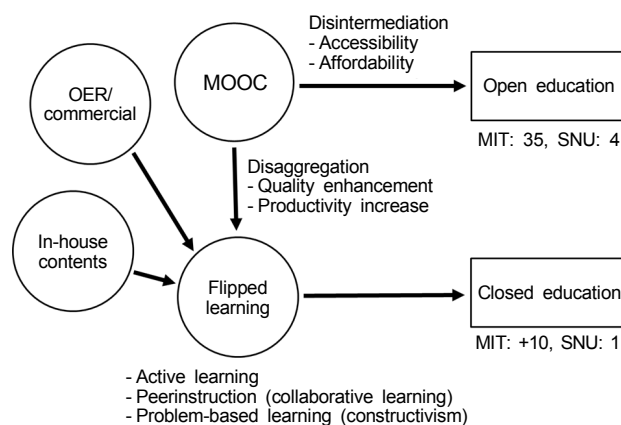 Disintermediation
- Accessibility
- Affordability
OER/
commercial
MOOC
Open education
MIT: 35, SNU: 4
Disaggregation
- Quality enhancement
- Productivity increase
In-house
contents
Flipped
learning
Closed education
MIT: +10, SNU: 1
- Active learning
- Peerinstruction (collaborative learning)
- Problem-based learning (constructivism)